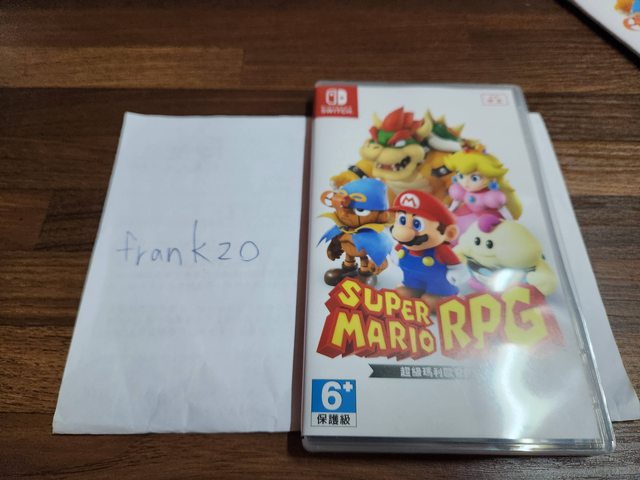 frankzo
NINTENDO
SWITCH
M
SUPER
MARIO RPG
超級瑪利歐
6+
保護級